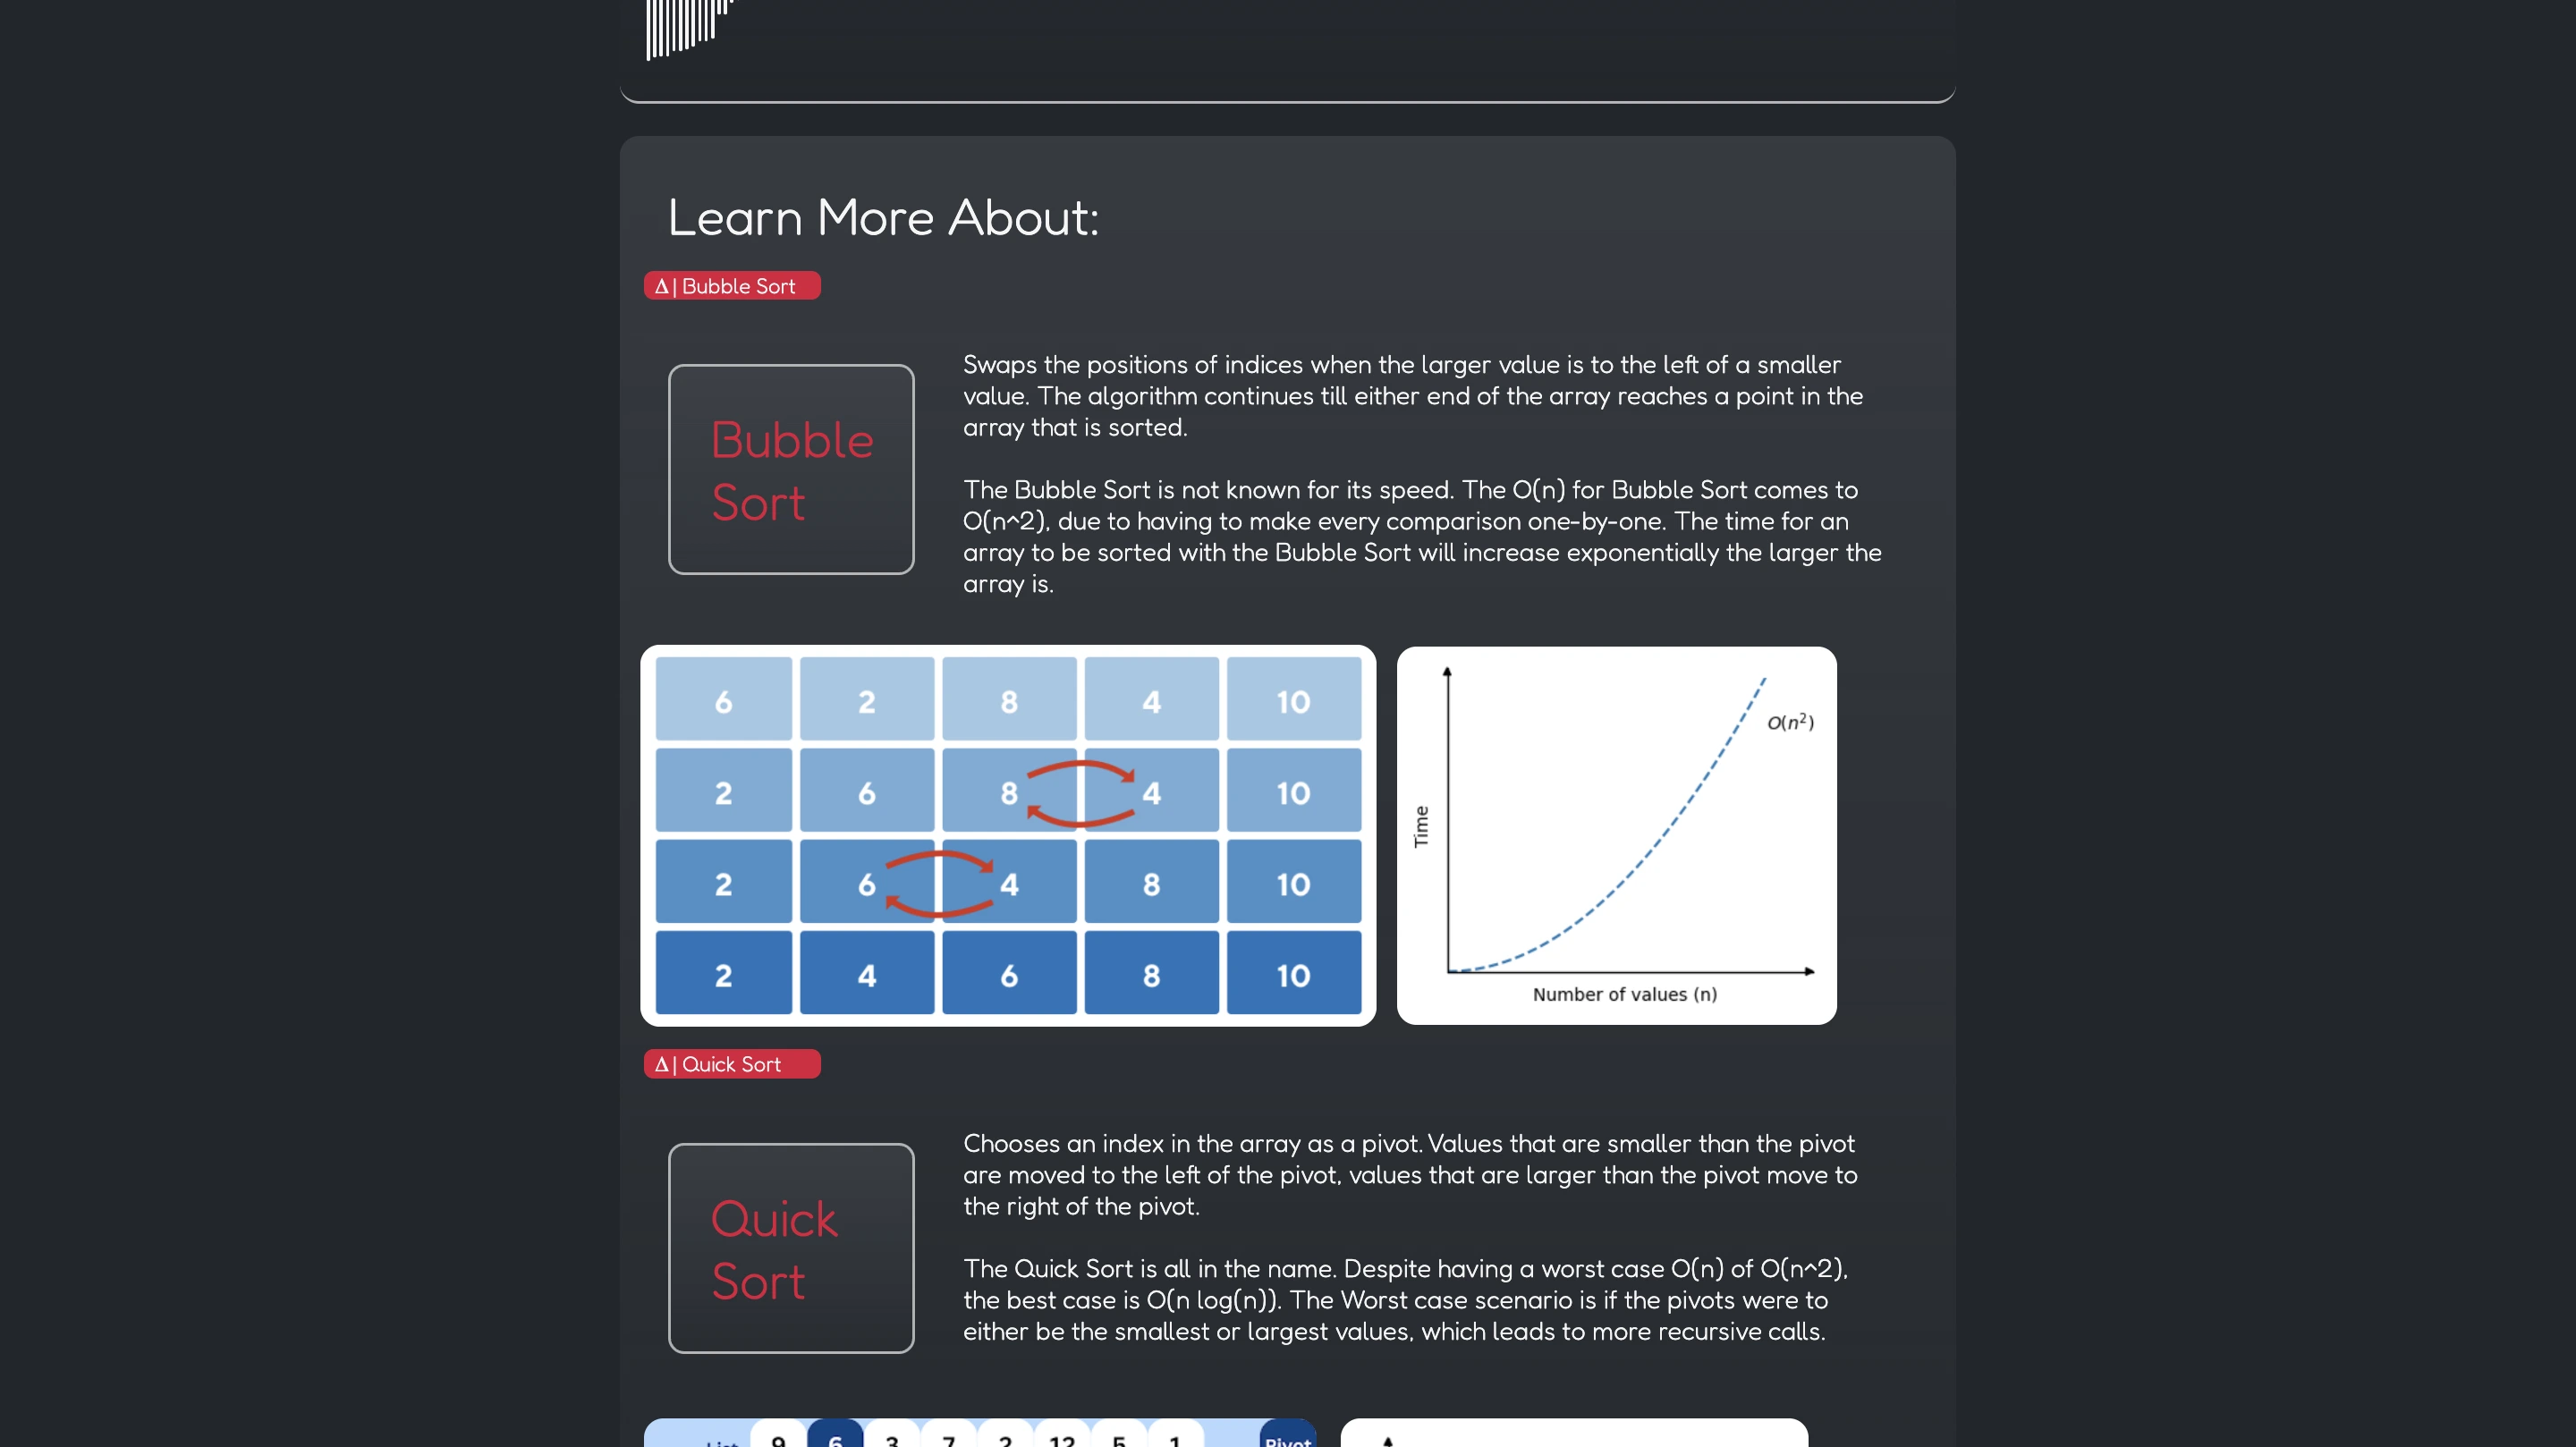 Learn More About:
Δ | Bubble Sort
Bubble
Sort
Swaps the positions of indices when the larger value is to the left of a smaller
value. The algorithm continues till either end of the array reaches a point in the
array that is sorted.
The Bubble Sort is not known for its speed. The O(n) for Bubble Sort comes to
O(n^2), due to having to make every comparison one-by-one. The time for an
array to be sorted with the Bubble Sort will increase exponentially the larger the
array is.
6 2 8 4 10
2 6 8 4 10
2 6 4 8 10
2 4 6 8 10
O(n²)
Time
Number of values (n)
Δ | Quick Sort
Quick
Sort
Chooses an index in the array as a pivot. Values that are smaller than the pivot
are moved to the left of the pivot, values that are larger than the pivot move to
the right of the pivot.
The Quick Sort is all in the name. Despite having a worst case O(n) of O(n^2),
the best case is O(n log(n)). The Worst case scenario is if the pivots were to
either be the smallest or largest values, which leads to more recursive calls.
List 9 6 3 7 2 12 5 1 Pivot